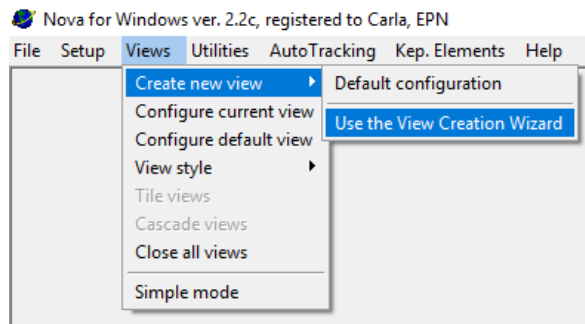 Nova for Windows ver. 2.2c, registered to Carla, EPN
File Setup Views Utilities AutoTracking Kep. Elements Help
Create new view
Default configuration
Use the View Creation Wizard
Configure current view
Configure default view
View style
Tile views
Cascade views
Close all views
Simple mode